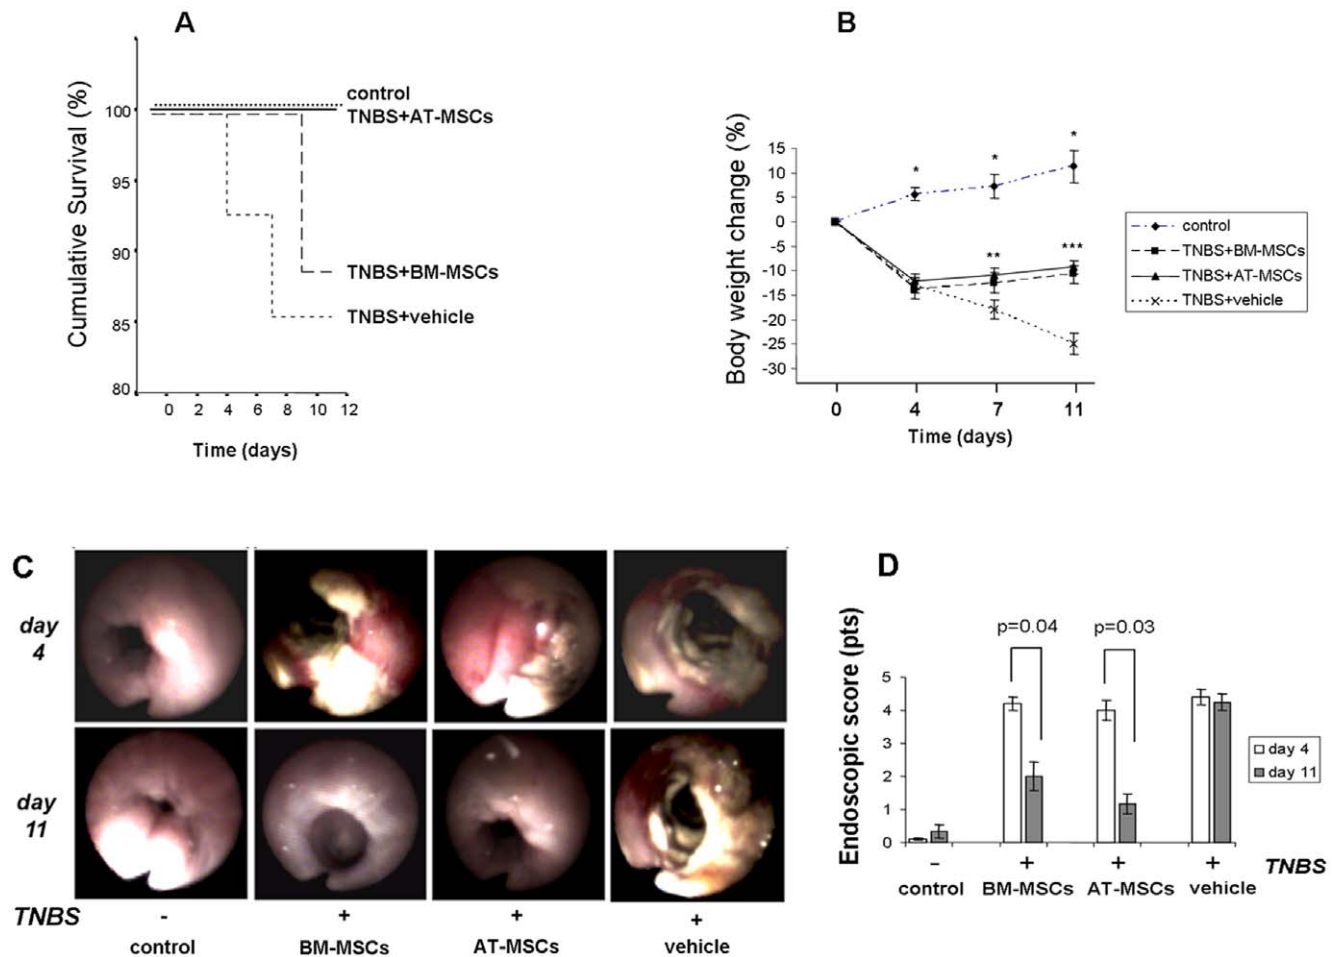 A
Cumulative Survival (%)
100
95
90
85
80
control
TNBS+AT-MSCs
TNBS+BM-MSCs
TNBS+vehicle
0 2 4 6 8 10 12
Time (days)
B
Body weight change (%)
15
10
5
0
-5
-10
-15
-20
-25
-30
*
*
*
**
***
0 4 7 11
Time (days)
control
TNBS+BM-MSCs
TNBS+AT-MSCs
TNBS+vehicle
C
day
4
day
11
TNBS - + + +
control BM-MSCs AT-MSCs vehicle
D
Endoscopic score (pts)
5
4
3
2
1
0
p=0.04 p=0.03
day 4
day 11
- + + + TNBS
control BM-MSCs AT-MSCs vehicle